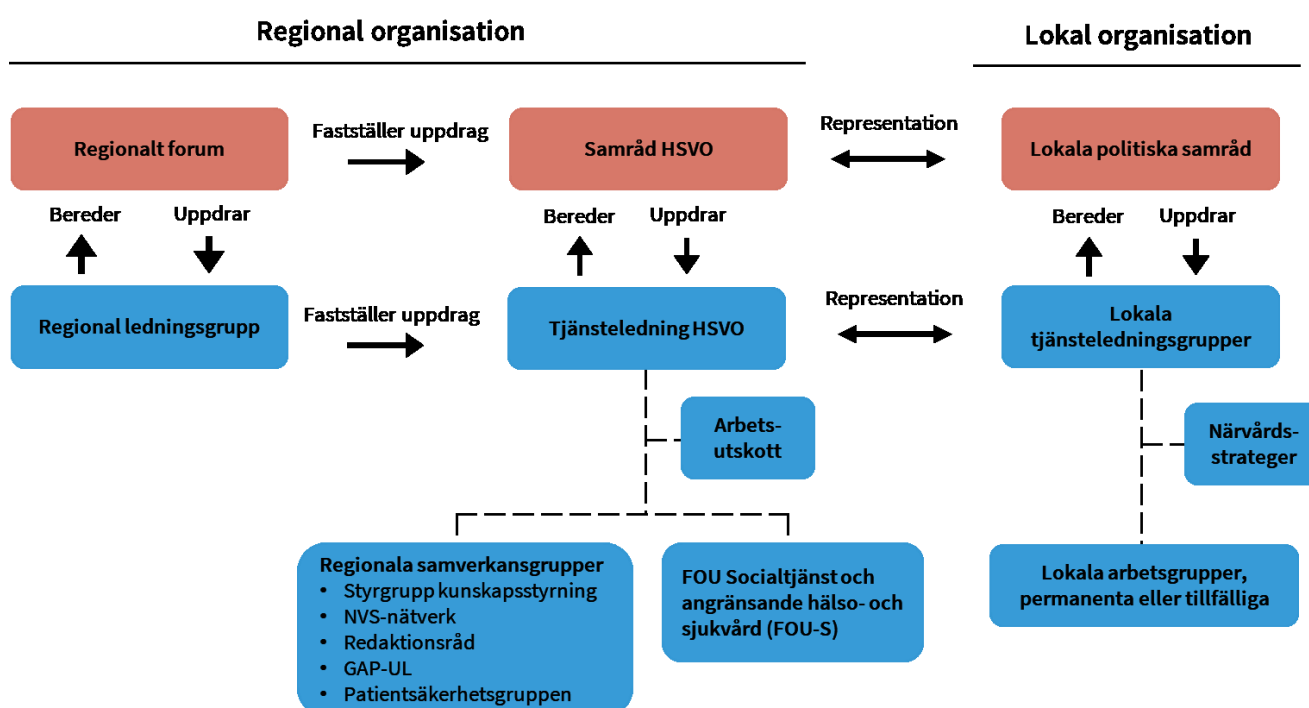 Regional organisation
Lokal organisation
Regionalt forum
Fastställer uppdrag
Samråd HSVO
Representation
Lokala politiska samråd
Bereder
Uppdrar
Bereder
Uppdrar
Bereder
Uppdrar
Regional ledningsgrupp
Fastställer uppdrag
Tjänsteledning HSVO
Representation
Lokala
tjänsteledningsgrupper
Arbets-
utskott
Närvårds-
strateger
Regionala samverkansgrupper
• Styrgrupp kunskapsstyrning
• NVS-nätverk
• Redaktionsråd
• GAP-UL
• Patientsäkerhetsgruppen
FOU Socialtjänst och
angränsande hälso- och
sjukvård (FOU-S)
Lokala arbetsgrupper,
permanenta eller tillfälliga